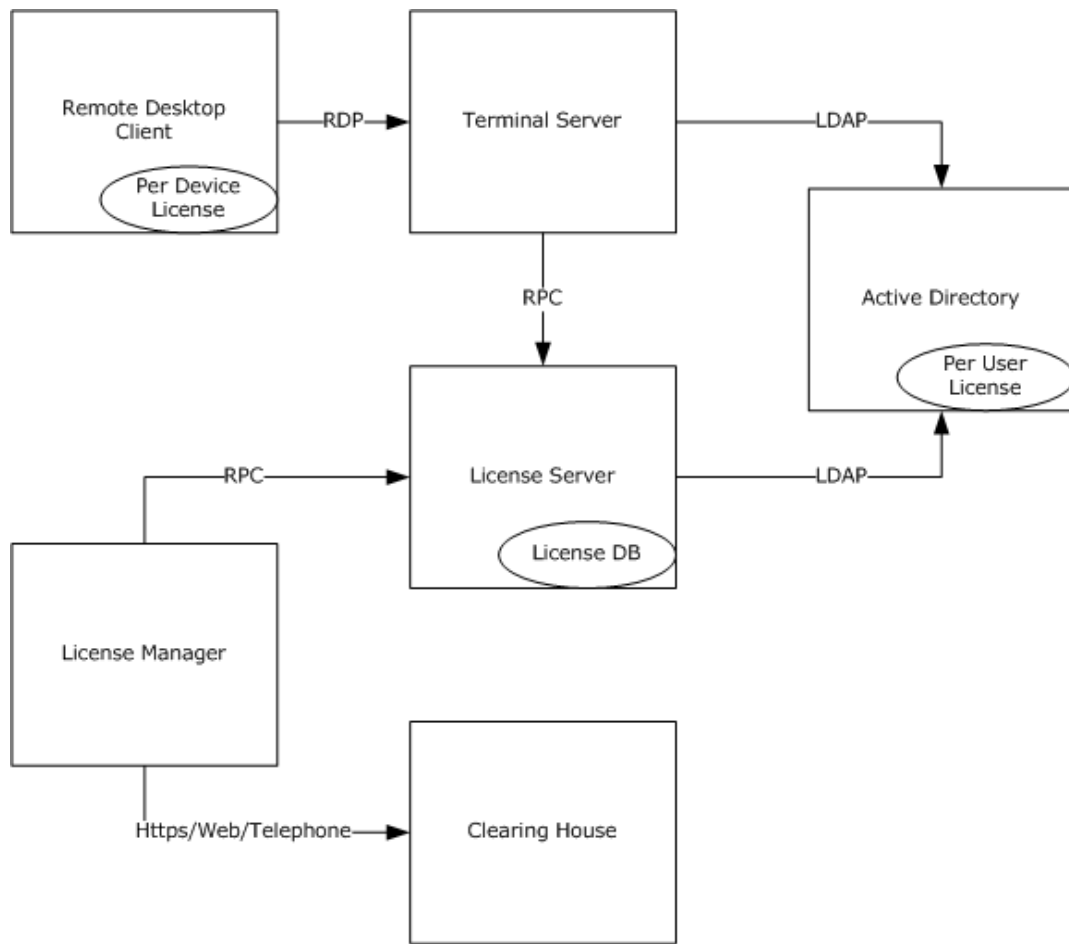 Remote Desktop
Client
Per Device
License
RDP
Terminal Server
LDAP
RPC
Active Directory
Per User
License
RPC
License Server
LDAP
License DB
License Manager
Https/Web/Telephone
Clearing House